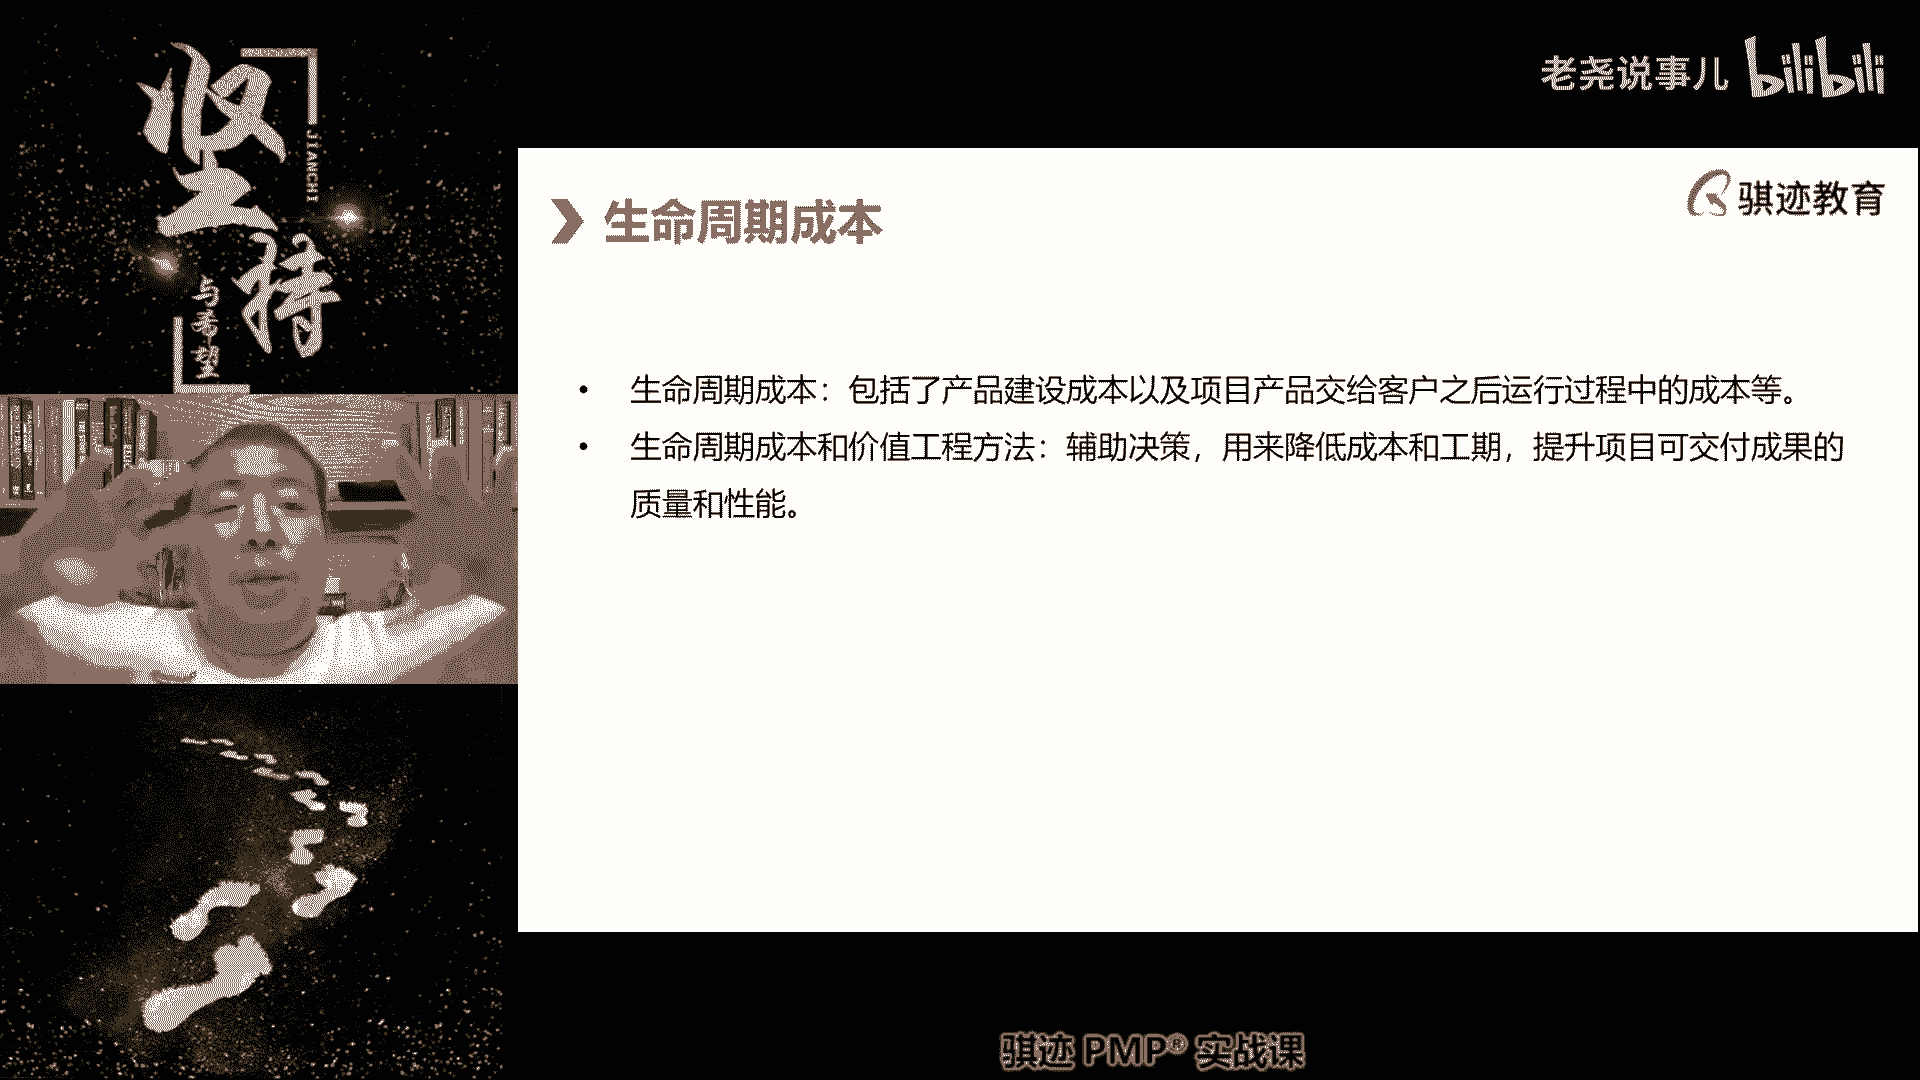 坚持
JIANCHI
与希望
老尧说事儿 bilibili
骐迹教育
生命周期成本
• 生命周期成本：包括了产品建设成本以及项目产品交给客户之后运行过程中的成本等。
• 生命周期成本和价值工程方法：辅助决策，用来降低成本和工期，提升项目可交付成果的
质量和性能。
骐迹 PMP® 实战课